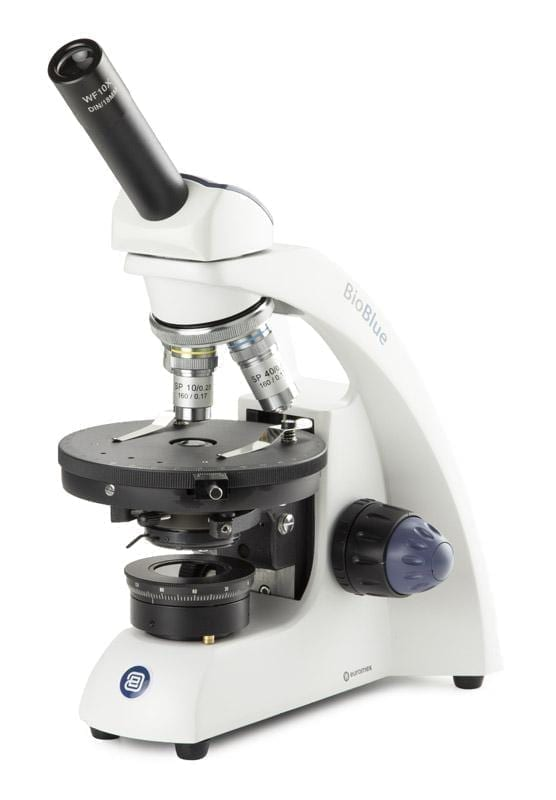 WF10X
DIN/18MM
BioBlue
SP 10/0.25
160 / 0.17
SP 40/0
160 / 0.1
euromex